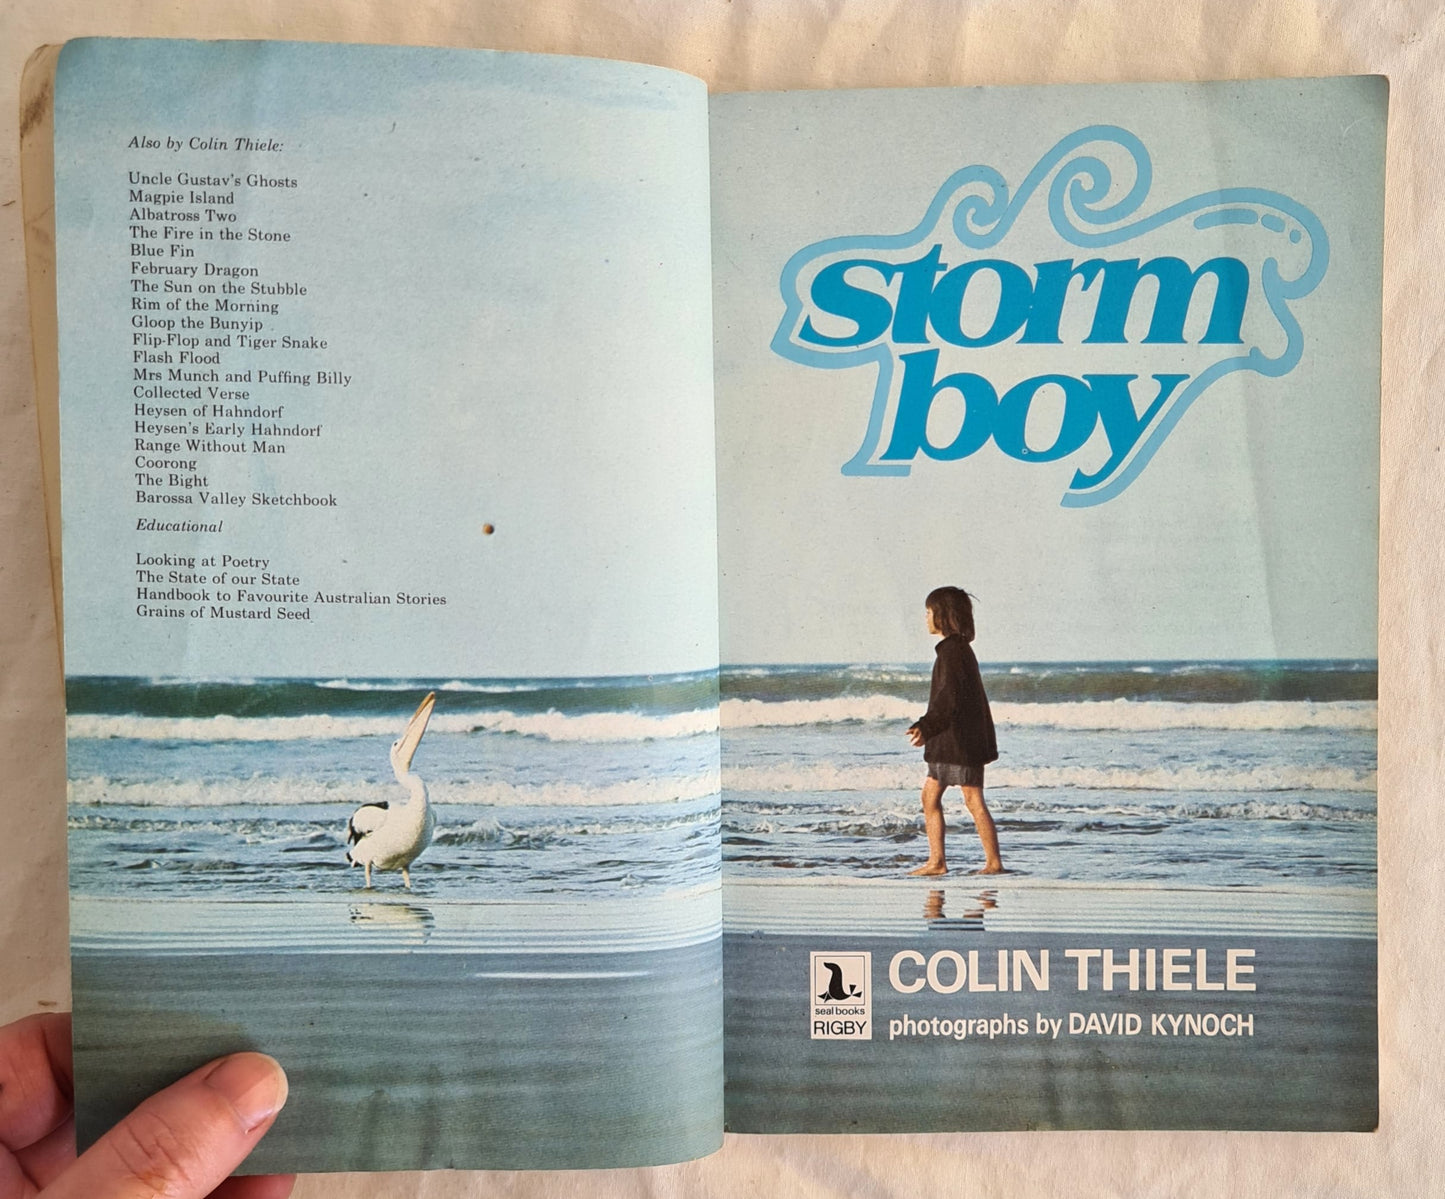 Also by Colin Thiele:
Uncle Gustav's Ghosts
Magpie Island
Albatross Two
The Fire in the Stone
Blue Fin
February Dragon
The Sun on the Stubble
Rim of the Morning
Gloop the Bunyip
Flip-Flop and Tiger Snake
Flash Flood
Mrs Munch and Puffing Billy
Collected Verse
Heysen of Hahndorf
Heysen's Early Hahndorf
Range Without Man
Coorong
The Bight
Barossa Valley Sketchbook
Educational
Looking at Poetry
The State of our State
Handbook to Favourite Australian Stories
Grains of Mustard Seed
storm
boy
COLIN THIELE
photographs by DAVID KYNOCH
seal books
RIGBY